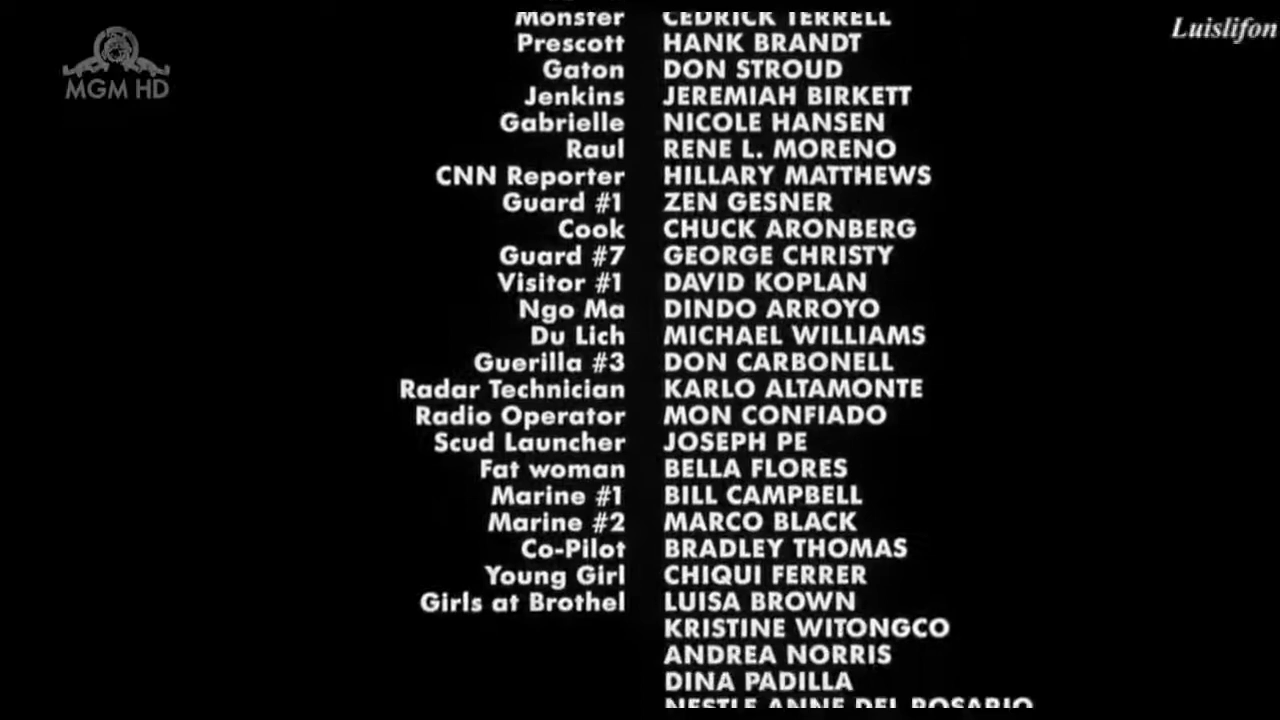 Monster CEDRICK TERRELL
Luislifon
MGM HD
Prescott HANK BRANDT
Gaton DON STROUD
Jenkins JEREMIAH BIRKETT
Gabrielle NICOLE HANSEN
Raul RENE L. MORENO
CNN Reporter HILLARY MATTHEWS
Guard #1 ZEN GESNER
Cook CHUCK ARONBERG
Guard #7 GEORGE CHRISTY
Visitor #1 DAVID KOPLAN
Ngo Ma DINDO ARROYO
Du Lich MICHAEL WILLIAMS
Guerilla #3 DON CARBONELL
Radar Technician KARLO ALTAMONTE
Radio Operator MON CONFIADO
Scud Launcher JOSEPH PE
Fat woman BELLA FLORES
Marine #1 BILL CAMPBELL
Marine #2 MARCO BLACK
Co-Pilot BRADLEY THOMAS
Young Girl CHIQUI FERRER
Girls at Brothel LUISA BROWN
KRISTINE WITONGCO
ANDREA NORRIS
DINA PADILLA
NESTLE ANNE DEL ROSARIO